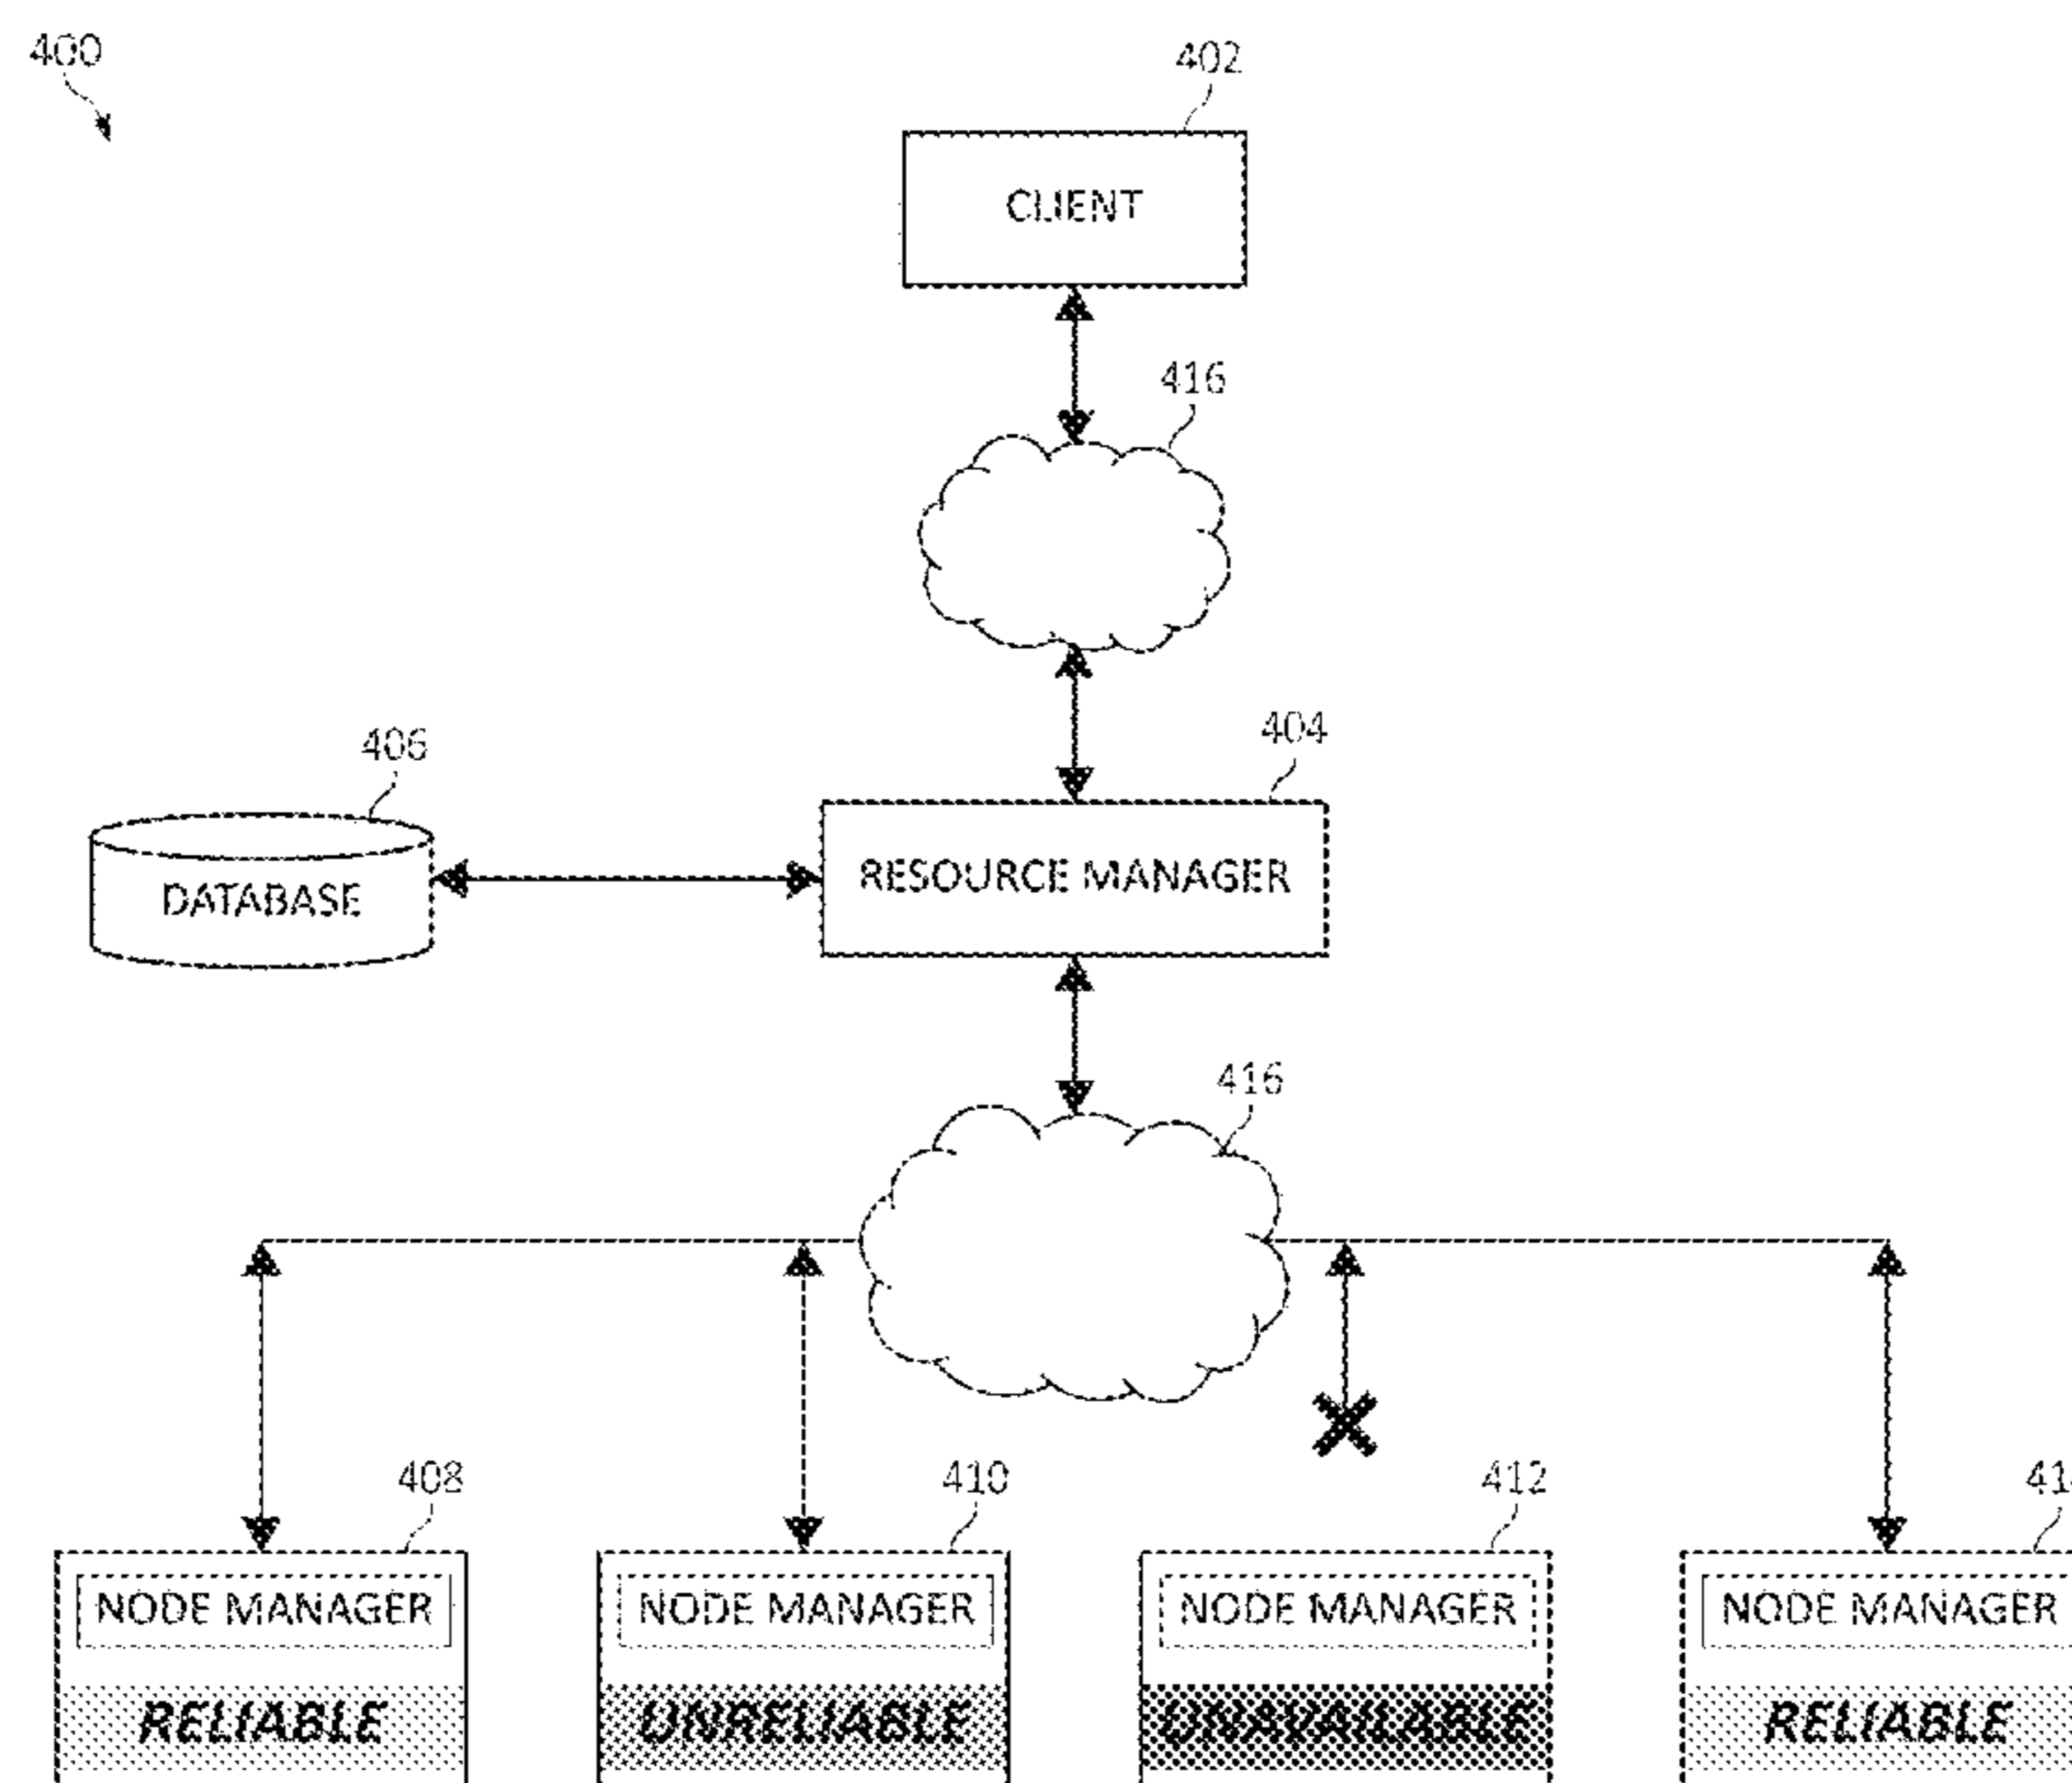 400
402
CLIENT
416
404
406
RESOURCE MANAGER
DATABASE
416
408
410
412
NODE MANAGER
NODE MANAGER
NODE MANAGER
NODE MANAGER
RELIABLE
UNRELIABLE
UNAVAILABLE
RELIABLE